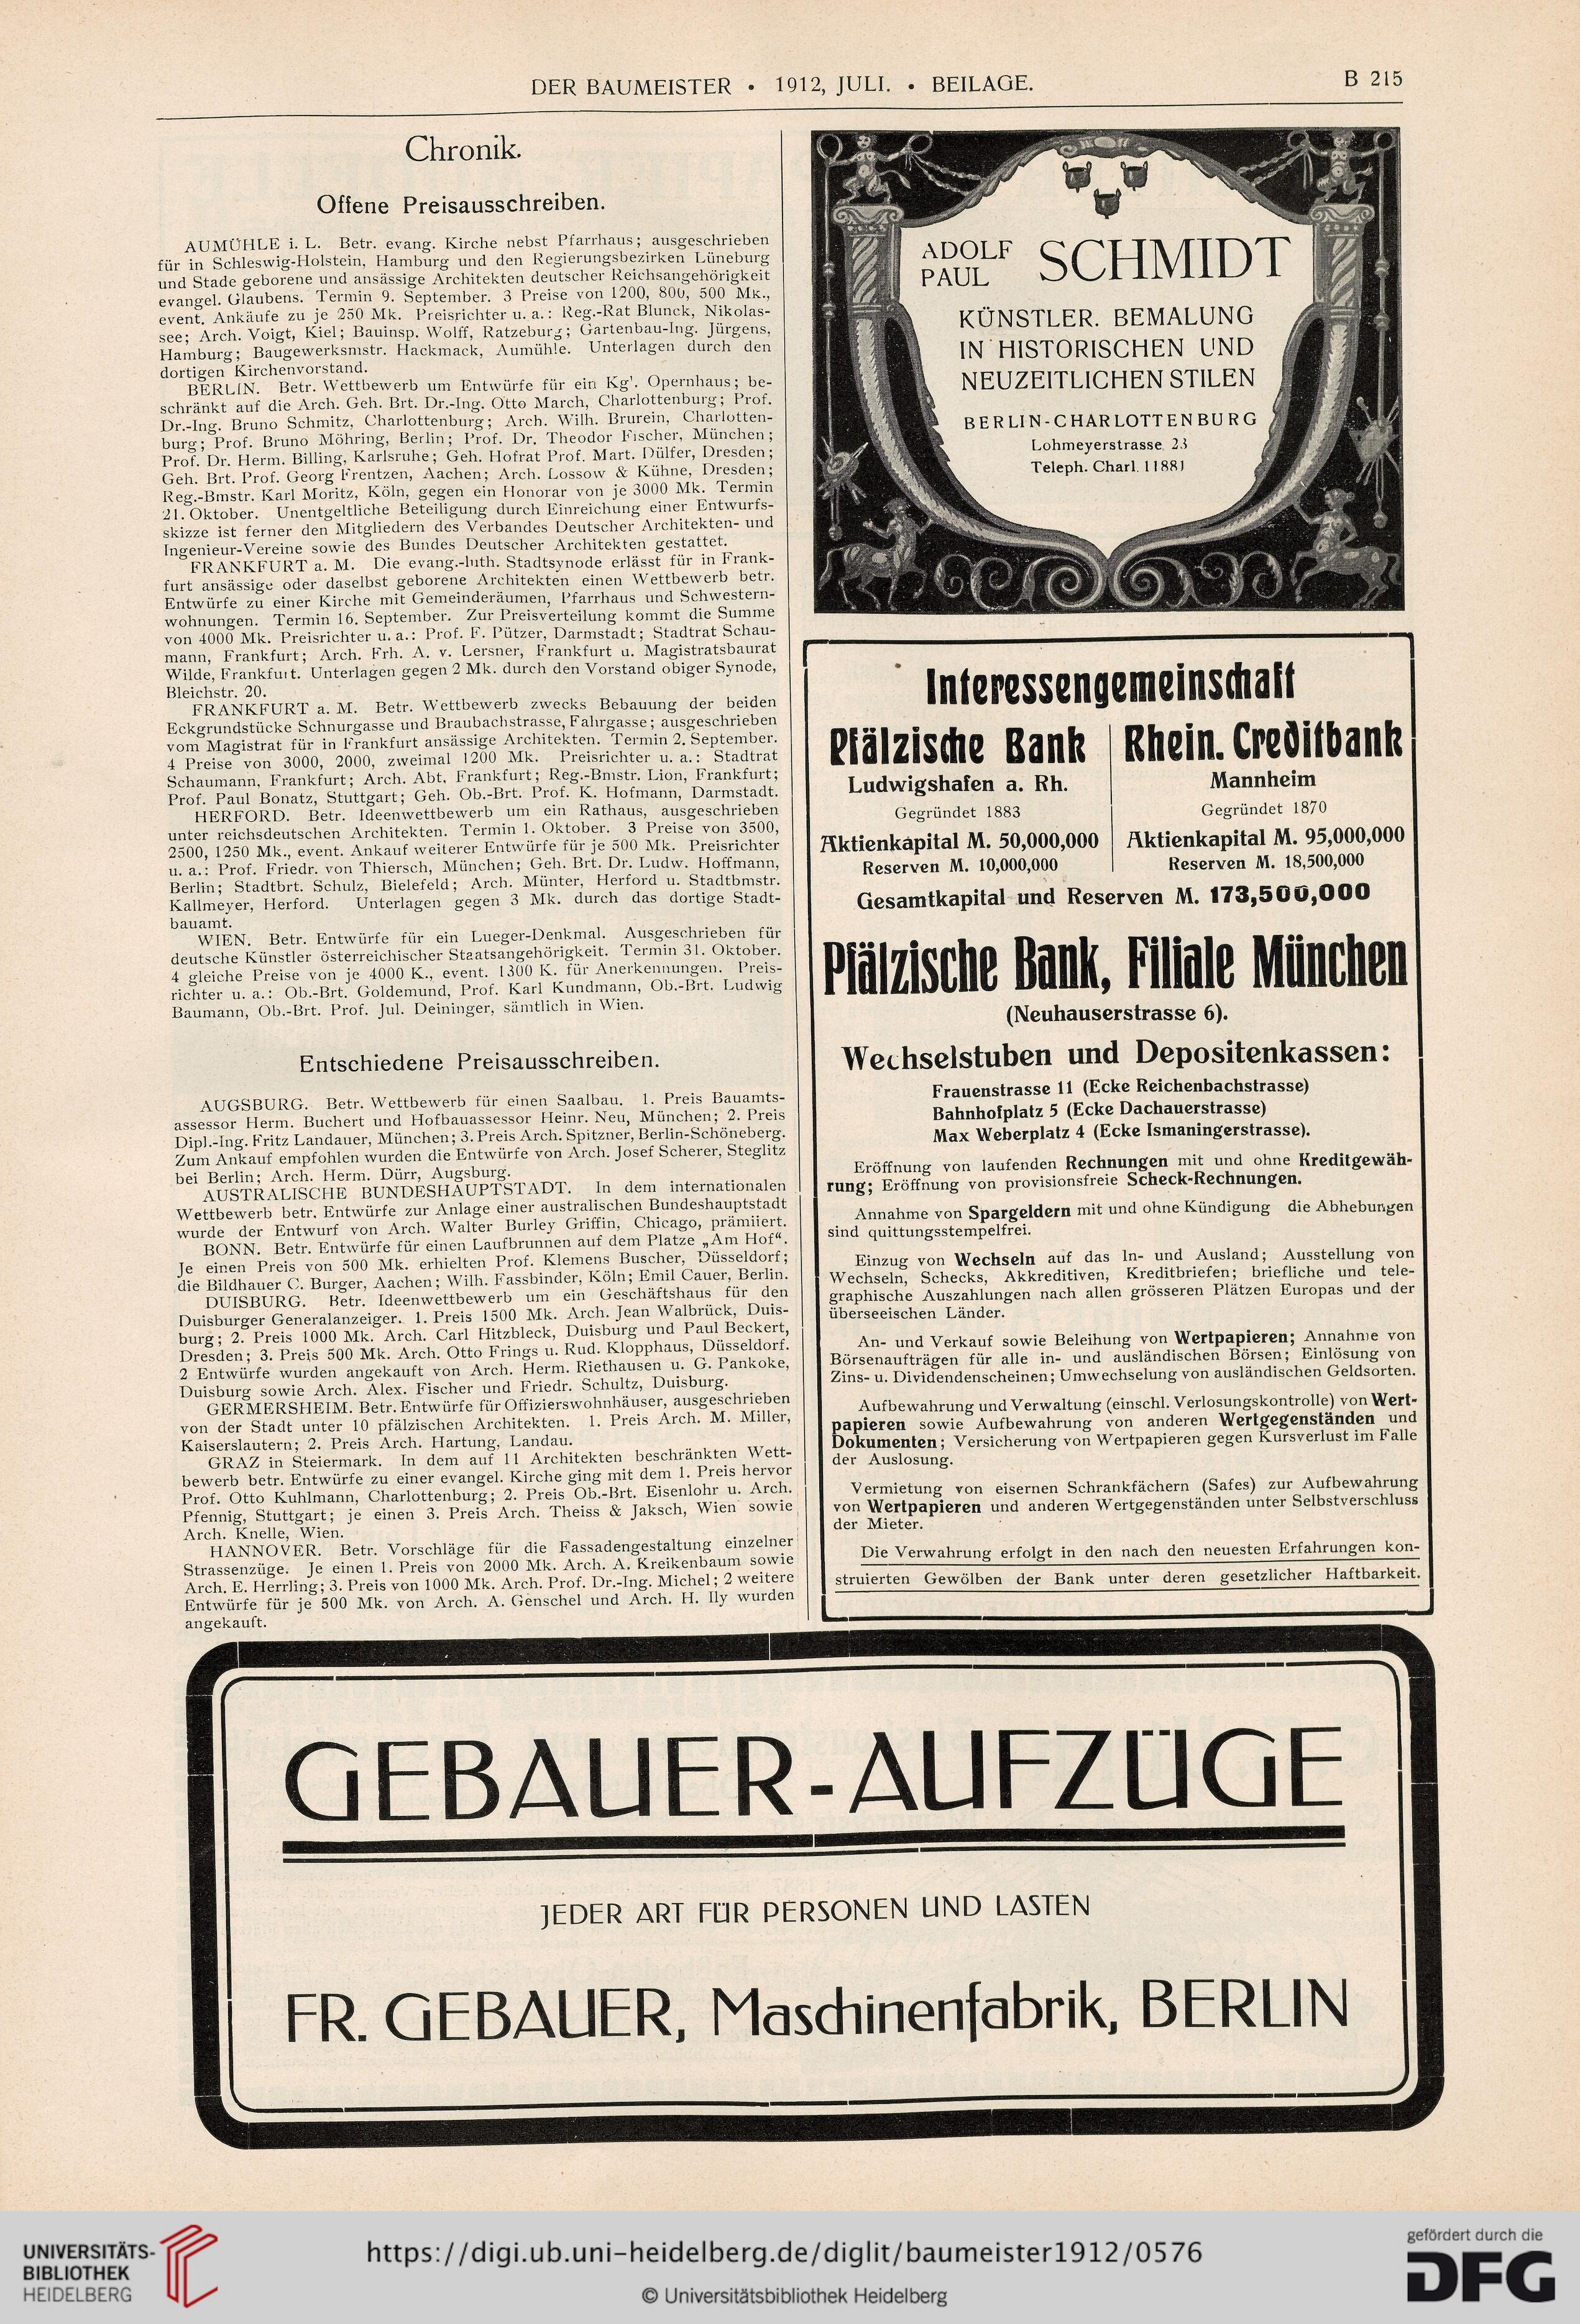 DER BAUMEISTER • 1912, JULI. • BEILAGE.
B 215
Chronik.
Offene Preisausschreiben.
AUMÜHLE i. L. Betr. evang. Kirche nebst Pfarrhaus; ausgeschrieben
für in Schleswig-Holstein, Hamburg und den Regierungsbezirken Lüneburg
und Stade geborene und ansässige Architekten deutscher Reichsangehörigkeit
evangel. Glaubens. Termin 9. September. 3 Preise von 1200, 800, 500 Mk.,
event. Ankäufe zu je 250 Mk. Preisrichter u. a.: Reg.-Rat Blunck, Nikolas-
see; Arch. Voigt, Kiel; Bauinsp. Wolff, Ratzeburg; Gartenbau-Ing. Jürgens,
Hamburg; Baugewerksmstr. Hackmack, Aumühle. Unterlagen durch den
dortigen Kirchenvorstand.
BERLIN. Betr. Wettbewerb um Entwürfe für ein Kgl. Opernhaus; be-
schränkt auf die Arch. Geh. Brt. Dr.-Ing. Otto March, Charlottenburg; Prof.
Dr.-Ing. Bruno Schmitz, Charlottenburg; Arch. Wilh. Brurein, Charlotten-
burg; Prof. Bruno Möhring, Berlin; Prof. Dr. Theodor Fischer, München;
Prof. Dr. Herm. Billing, Karlsruhe; Geh. Hofrat Prof. Mart. Dülfer, Dresden;
Geh. Brt. Prof. Georg Frentzen, Aachen; Arch. Lossow & Kühne, Dresden;
Reg.-Bmstr. Karl Moritz, Köln, gegen ein Honorar von je 3000 Mk. Termin
21. Oktober. Unentgeltliche Beteiligung durch Einreichung einer Entwurfs-
skizze ist ferner den Mitgliedern des Verbandes Deutscher Architekten- und
Ingenieur-Vereine sowie des Bundes Deutscher Architekten gestattet.
FRANKFURT a. M. Die evang.-luth. Stadtsynode erlässt für in Frank-
furt ansässige oder daselbst geborene Architekten einen Wettbewerb betr.
Entwürfe zu einer Kirche mit Gemeinderäumen, Pfarrhaus und Schwestern-
wohnungen. Termin 16. September. Zur Preisverteilung kommt die Summe
von 4000 Mk. Preisrichter u. a.: Prof. F. Pützer, Darmstadt; Stadtrat Schau-
mann, Frankfurt; Arch. Frh. A. v. Lersner, Frankfurt u. Magistratsbaurat
Wilde, Frankfurt. Unterlagen gegen 2 Mk. durch den Vorstand obiger Synode,
Bleichstr. 20.
FRANKFURT a. M. Betr. Wettbewerb zwecks Bebauung der beiden
Eckgrundstücke Schnurgasse und Braubachstrasse, Fahrgasse; ausgeschrieben
vom Magistrat für in Frankfurt ansässige Architekten. Termin 2. September.
4 Preise von 3000, 2000, zweimal 1200 Mk. Preisrichter u. a.: Stadtrat
Schaumann, Frankfurt; Arch. Abt, Frankfurt; Reg.-Bmstr. Lion, Frankfurt;
Prof. Paul Bonatz, Stuttgart; Geh. Ob.-Brt. Prof. K. Hofmann, Darmstadt.
HERFORD. Betr. Ideenwettbewerb um ein Rathaus, ausgeschrieben
unter reichsdeutschen Architekten. Termin 1. Oktober. 3 Preise von 3500,
2500, 1250 Mk., event. Ankauf weiterer Entwürfe für je 500 Mk. Preisrichter
u. a.: Prof. Friedr. von Thiersch, München; Geh. Brt. Dr. Ludw. Hoffmann,
Berlin; Stadtbrt. Schulz, Bielefeld; Arch. Münter, Herford u. Stadtbmstr.
Kallmeyer, Herford. Unterlagen gegen 3 Mk. durch das dortige Stadt-
bauamt.
WIEN. Betr. Entwürfe für ein Lueger-Denkmal. Ausgeschrieben für
deutsche Künstler österreichischer Staatsangehörigkeit. Termin 31. Oktober.
4 gleiche Preise von je 4000 K., event. 1300 K. für Anerkennungen. Preis-
richter u. a.: Ob.-Brt. Goldemund, Prof. Karl Kundmann, Ob.-Brt. Ludwig
Baumann, Ob.-Brt. Prof. Jul. Deininger, sämtlich in Wien.
Entschiedene Preisausschreiben.
AUGSBURG. Betr. Wettbewerb für einen Saalbau. 1. Preis Bauamts-
assessor Herm. Buchert und Hofbauassessor Heinr. Neu, München; 2. Preis
Dipl.-Ing. Fritz Landauer, München; 3. Preis Arch. Spitzner, Berlin-Schöneberg.
Zum Ankauf empfohlen wurden die Entwürfe von Arch. Josef Scherer, Steglitz
bei Berlin; Arch. Herm. Dürr, Augsburg.
AUSTRALISCHE BUNDESHAUPTSTADT. In dem internationalen
Wettbewerb betr. Entwürfe zur Anlage einer australischen Bundeshauptstadt
wurde der Entwurf von Arch. Walter Burley Griffin, Chicago, prämiiert.
BONN. Betr. Entwürfe für einen Laufbrunnen auf dem Platze „Am Hof“.
Je einen Preis von 500 Mk. erhielten Prof. Klemens Buscher, Düsseldorf;
die Bildhauer C. Burger, Aachen; Wilh. Fassbinder, Köln; Emil Cauer, Berlin.
DUISBURG. Betr. Ideenwettbewerb um ein Geschäftshaus für den
Duisburger Generalanzeiger. 1. Preis 1500 Mk. Arch. Jean Walbrück, Duis-
burg; 2. Preis 1000 Mk. Arch. Carl Hitzbleck, Duisburg und Paul Beckert,
Dresden; 3. Preis 500 Mk. Arch. Otto Frings u. Rud. Klopphaus, Düsseldorf.
2 Entwürfe wurden angekauft von Arch. Herm. Riethausen u. G. Pankoke,
Duisburg sowie Arch. Alex. Fischer und Friedr. Schultz, Duisburg.
GERMERSHEIM. Betr. Entwürfe für Offizierswohnhäuser, ausgeschrieben
von der Stadt unter 10 pfälzischen Architekten. 1. Preis Arch. M. Miller,
Kaiserslautern; 2. Preis Arch. Hartung, Landau.
GRAZ in Steiermark. In dem auf 11 Architekten beschränkten Wett-
bewerb betr. Entwürfe zu einer evangel. Kirche ging mit dem 1. Preis hervor
Prof. Otto Kuhlmann, Charlottenburg; 2. Preis Ob.-Brt. Eisenlohr u. Arch.
Pfennig, Stuttgart; je einen 3. Preis Arch. Theiss & Jaksch, Wien sowie
Arch. Knelle, Wien.
HANNOVER. Betr. Vorschläge für die Fassadengestaltung einzelner
Strassenzüge. Je einen 1. Preis von 2000 Mk. Arch. A. Kreikenbaum sowie
Arch. E. Herrling; 3. Preis von 1000 Mk. Arch. Prof. Dr.-Ing. Michel; 2 weitere
Entwürfe für je 500 Mk. von Arch. A. Genschel und Arch. H. Ily wurden
angekauft.
ADOLF PAUL SCHMIDT
KÜNSTLER. BEMALUNG
IN HISTORISCHEN UND
NEUZEITLICHEN STILEN
BERLIN-CHARLOTTENBURG
Lohmeyerstrasse 23
Teleph. Charl. 11881
Interessengemeinschaft
Pfälzische Bank
Ludwigshafen a. Rh.
Gegründet 1883
Aktienkapital M. 50,000,000
Reserven M. 10,000,000
Rhein. Creditbank
Mannheim
Gegründet 1870
Aktienkapital M. 95,000,000
Reserven M. 18,500,000
Gesamtkapital und Reserven M. 173,500,000
Pfälzische Bank, Filiale München
(Neuhauserstrasse 6).
Wechselstuben und Depositenkassen:
Frauenstrasse 11 (Ecke Reichenbachstrasse)
Bahnhofplatz 5 (Ecke Dachauerstrasse)
Max Weberplatz 4 (Ecke Ismaningerstrasse).
Eröffnung von laufenden Rechnungen mit und ohne Kreditgewäh-
rung; Eröffnung von provisionsfreie Scheck-Rechnungen.
Annahme von Spargeldern mit und ohne Kündigung die Abhebungen
sind quittungsstempelfrei.
Einzug von Wechseln auf das In- und Ausland; Ausstellung von
Wechseln, Schecks, Akkreditiven, Kreditbriefen; briefliche und tele-
graphische Auszahlungen nach allen grösseren Plätzen Europas und der
überseeischen Länder.
An- und Verkauf sowie Beleihung von Wertpapieren; Annahme von
Börsenaufträgen für alle in- und ausländischen Börsen; Einlösung von
Zins- u. Dividendenscheinen; Umwechselung von ausländischen Geldsorten.
Aufbewahrung und Verwaltung (einschl. Verlosungskontrolle) von Wert-
papieren sowie Aufbewahrung von anderen Wertgegenständen und
Dokumenten; Versicherung von Wertpapieren gegen Kursverlust im Falle
der Auslosung.
Vermietung von eisernen Schrankfächern (Safes) zur Aufbewahrung
von Wertpapieren und anderen Wertgegenständen unter Selbstverschluss
der Mieter.
Die Verwahrung erfolgt in den nach den neuesten Erfahrungen kon-
struierten Gewölben der Bank unter deren gesetzlicher Haftbarkeit.
GEBAUER-AUFZÜGE
JEDER ART FÜR PERSONEN UND LASTEN
FR. GEBAUER, Maschinenfabrik, BERLIN
UNIVERSITÄTS-
BIBLIOTHEK
HEIDELBERG
https://digi.ub.uni-heidelberg.de/diglit/baumeister1912/0576
© Universitätsbibliothek Heidelberg
gefördert durch die
DFG